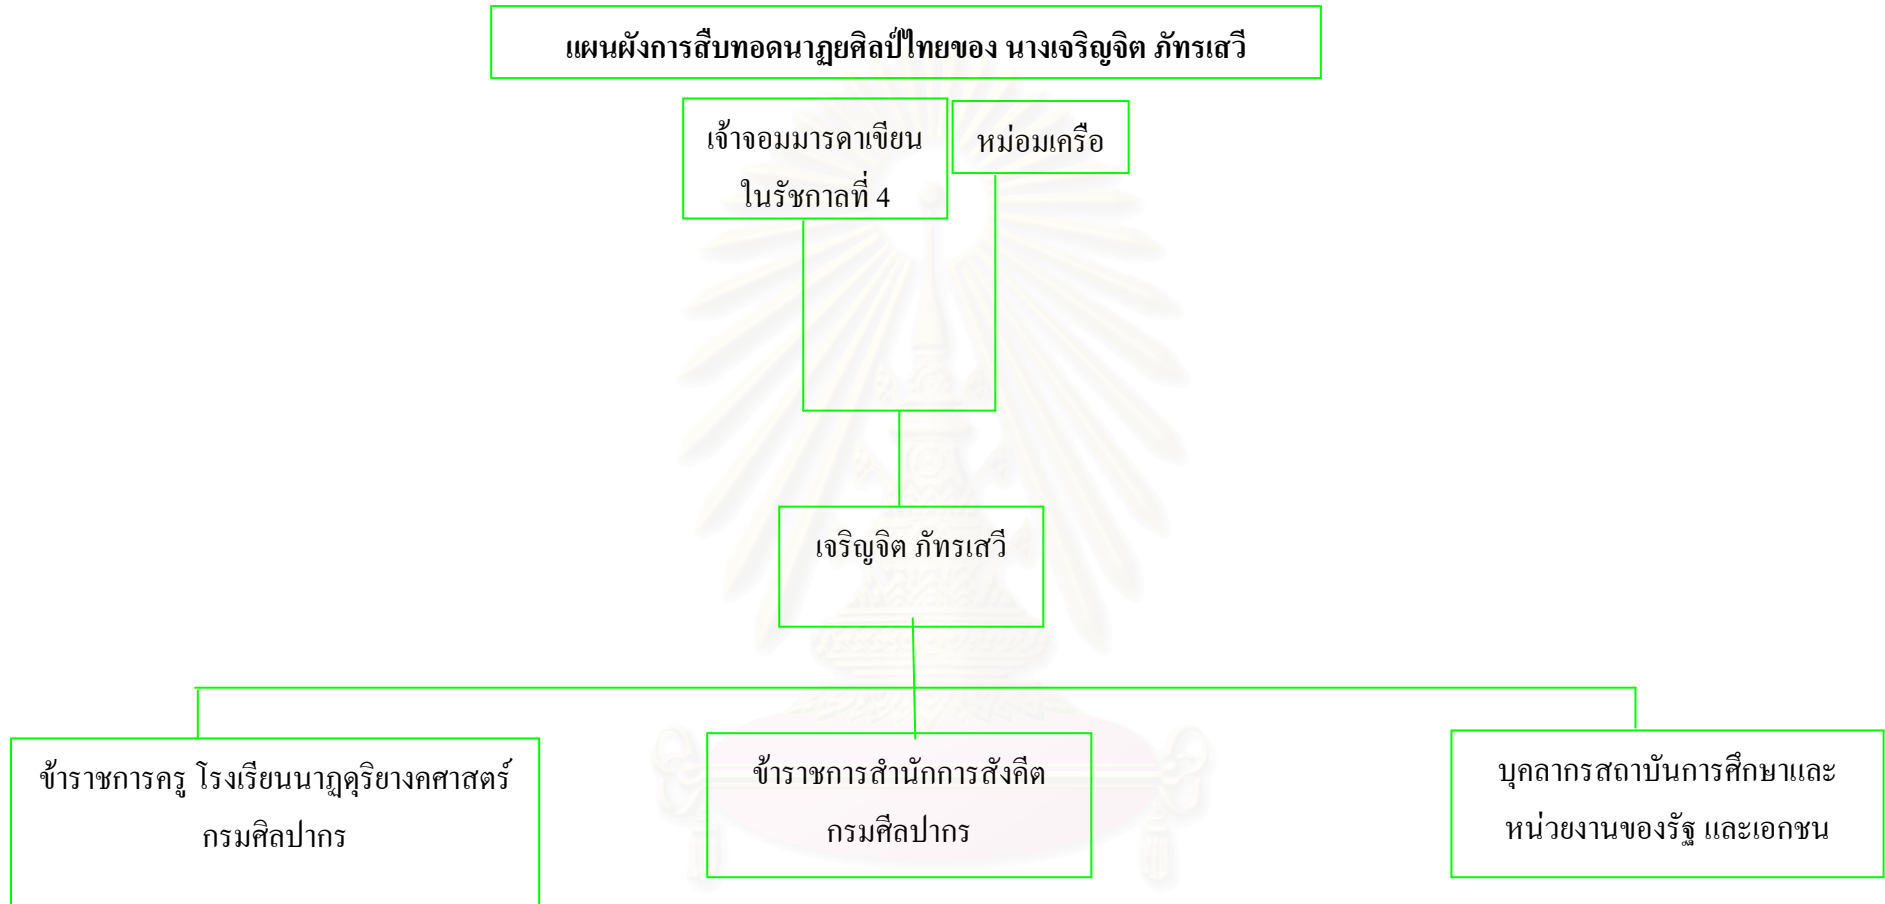 แผนผังการสืบทอดนาฏยศิลป์ไทยของ นางเจริญจิต ภัทรเสวี
เจ้าจอมมารดาเขียน
ในรัชกาลที่ 4
หม่อมเครือ
เจริญจิต ภัทรเสวี
ข้าราชการครู โรงเรียนนาฏดุริยางคศาสตร์
กรมศิลปากร
ข้าราชการสำนักการสังคีต
กรมศีลปากร
บุคลากรสถาบันการศึกษาและ
หน่วยงานของรัฐ และเอกชน